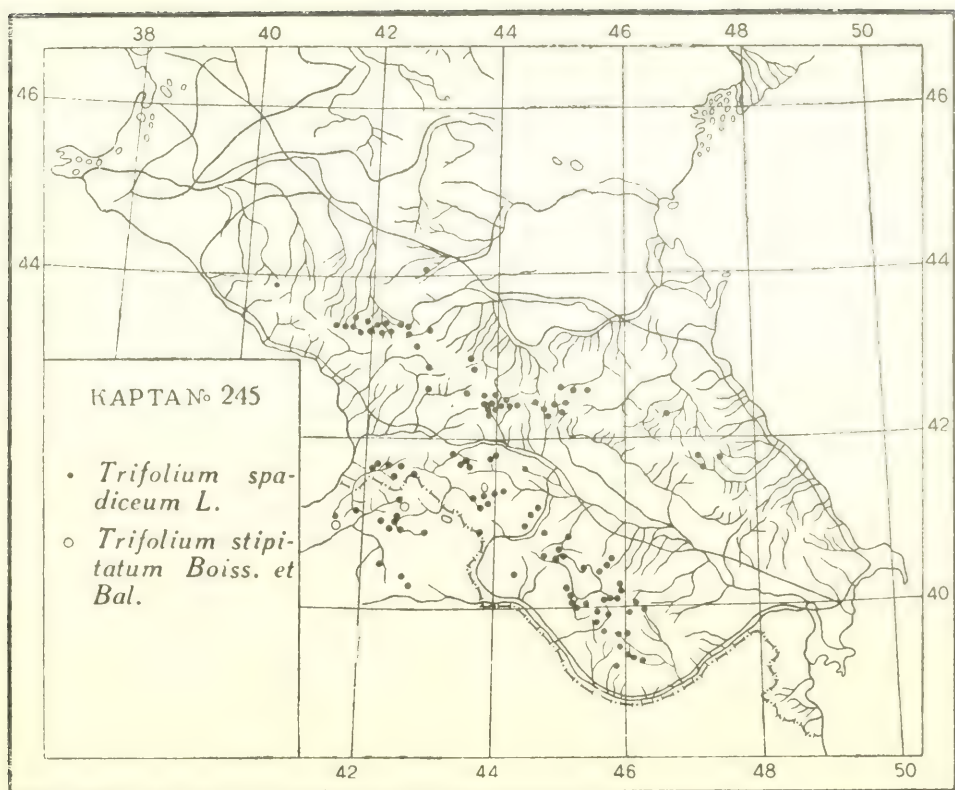 38 40 42 44 46 48 50
46 46
44 44
КАРТА № 245
42
• Trifolium spa-
diceum L.
○ Trifolium stipi-
tatum Boiss. et
Bal.
40
42 44 46 48 50